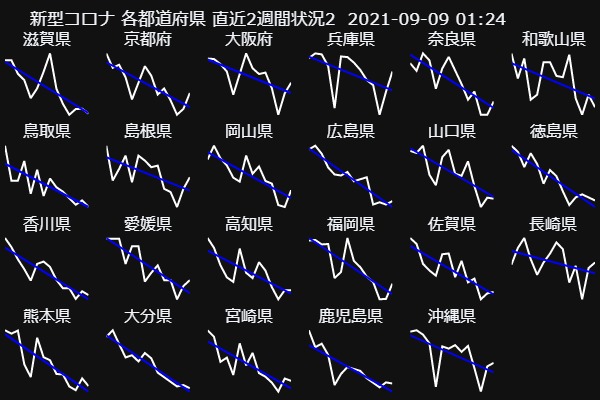 新型コロナ 各都道府県 直近2週間状況2 2021-09-09 01:24
滋賀県 京都府 大阪府 兵庫県 奈良県 和歌山県
鳥取県 島根県 岡山県 広島県 山口県 徳島県
香川県 愛媛県 高知県 福岡県 佐賀県 長崎県
熊本県 大分県 宮崎県 鹿児島県 沖縄県